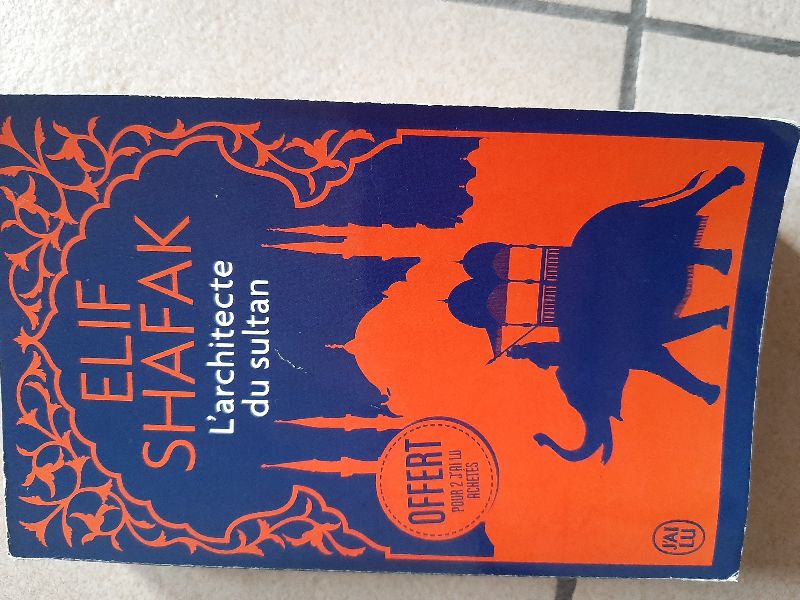 ELIF
SHAFAK
L'architecte
du sultan
OFFERT
POUR 2 J'AI LU
ACHETÉS
J'AI
LU